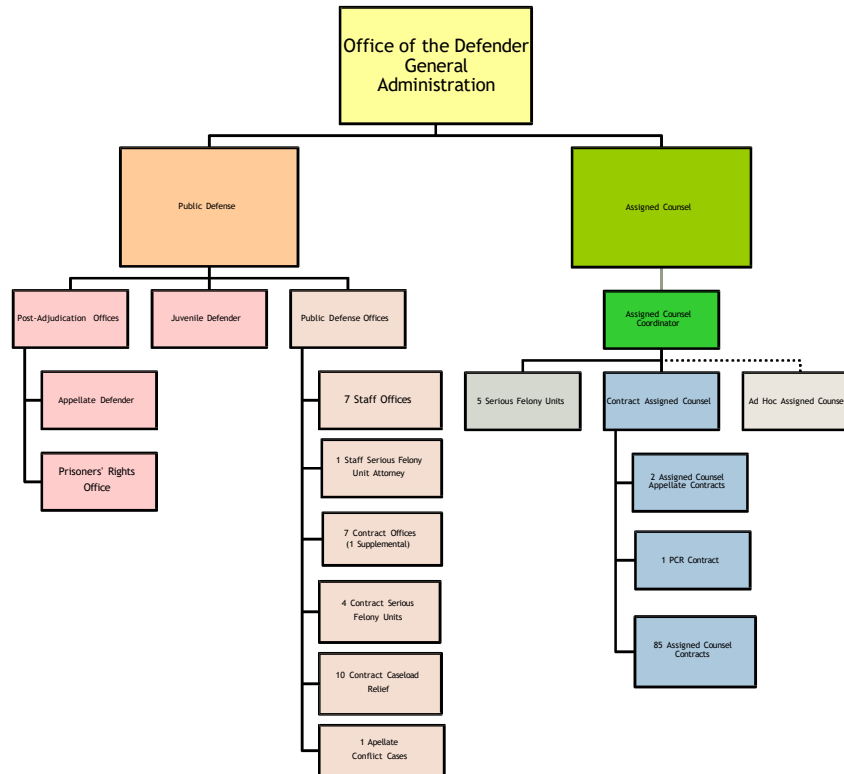 Office of the Defender
General
Administration
Public Defense
Assigned Counsel
Post-Adjudication Offices
Juvenile Defender
Public Defense Offices
Assigned Counsel
Coordinator
Appellate Defender
Prisoners' Rights
Office
7 Staff Offices
1 Staff Serious Felony
Unit Attorney
7 Contract Offices
(1 Supplemental)
4 Contract Serious
Felony Units
10 Contract Caseload
Relief
1 Apellate
Conflict Cases
5 Serious Felony Units
Contract Assigned Counsel
Ad Hoc Assigned Counse
2 Assigned Counsel
Appellate Contracts
1 PCR Contract
85 Assigned Counsel
Contracts